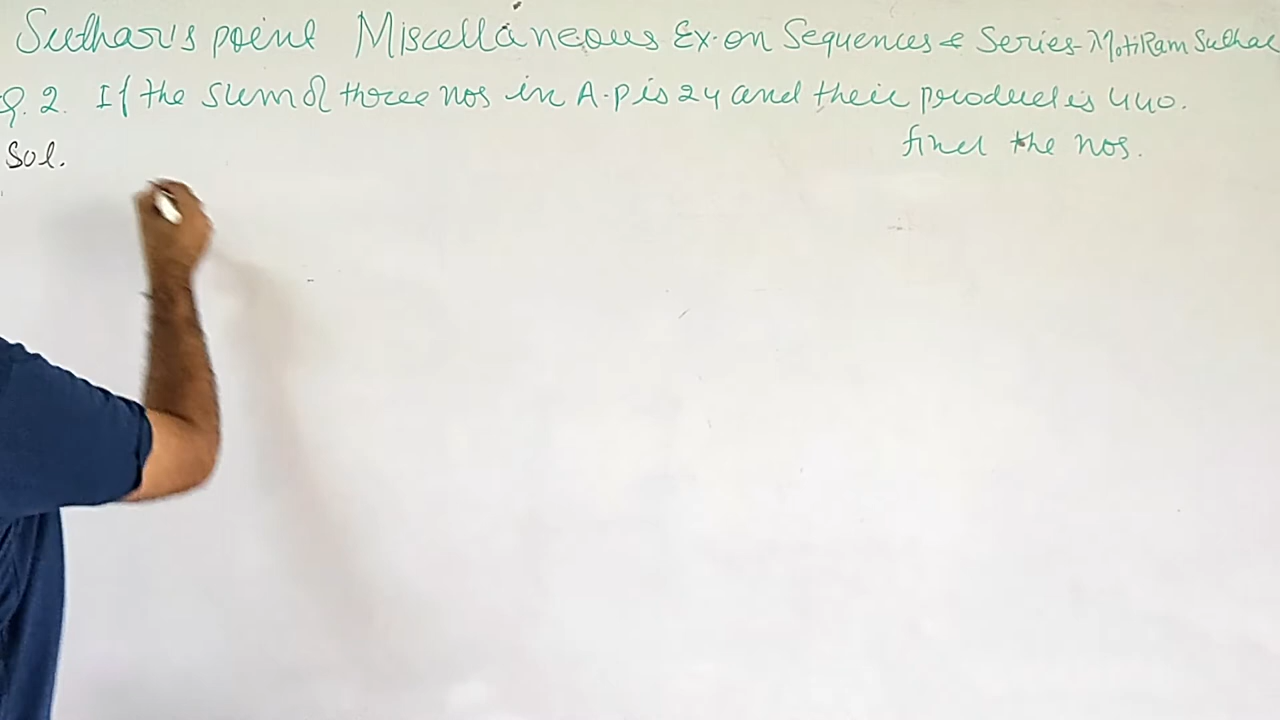 Suthar's point Miscellaneous Ex. on Sequences & Series - MotiRam Suthar
Q. 2. If the sum of three nos in A.P is 24 and their product is 440.
find the nos.
Sol.